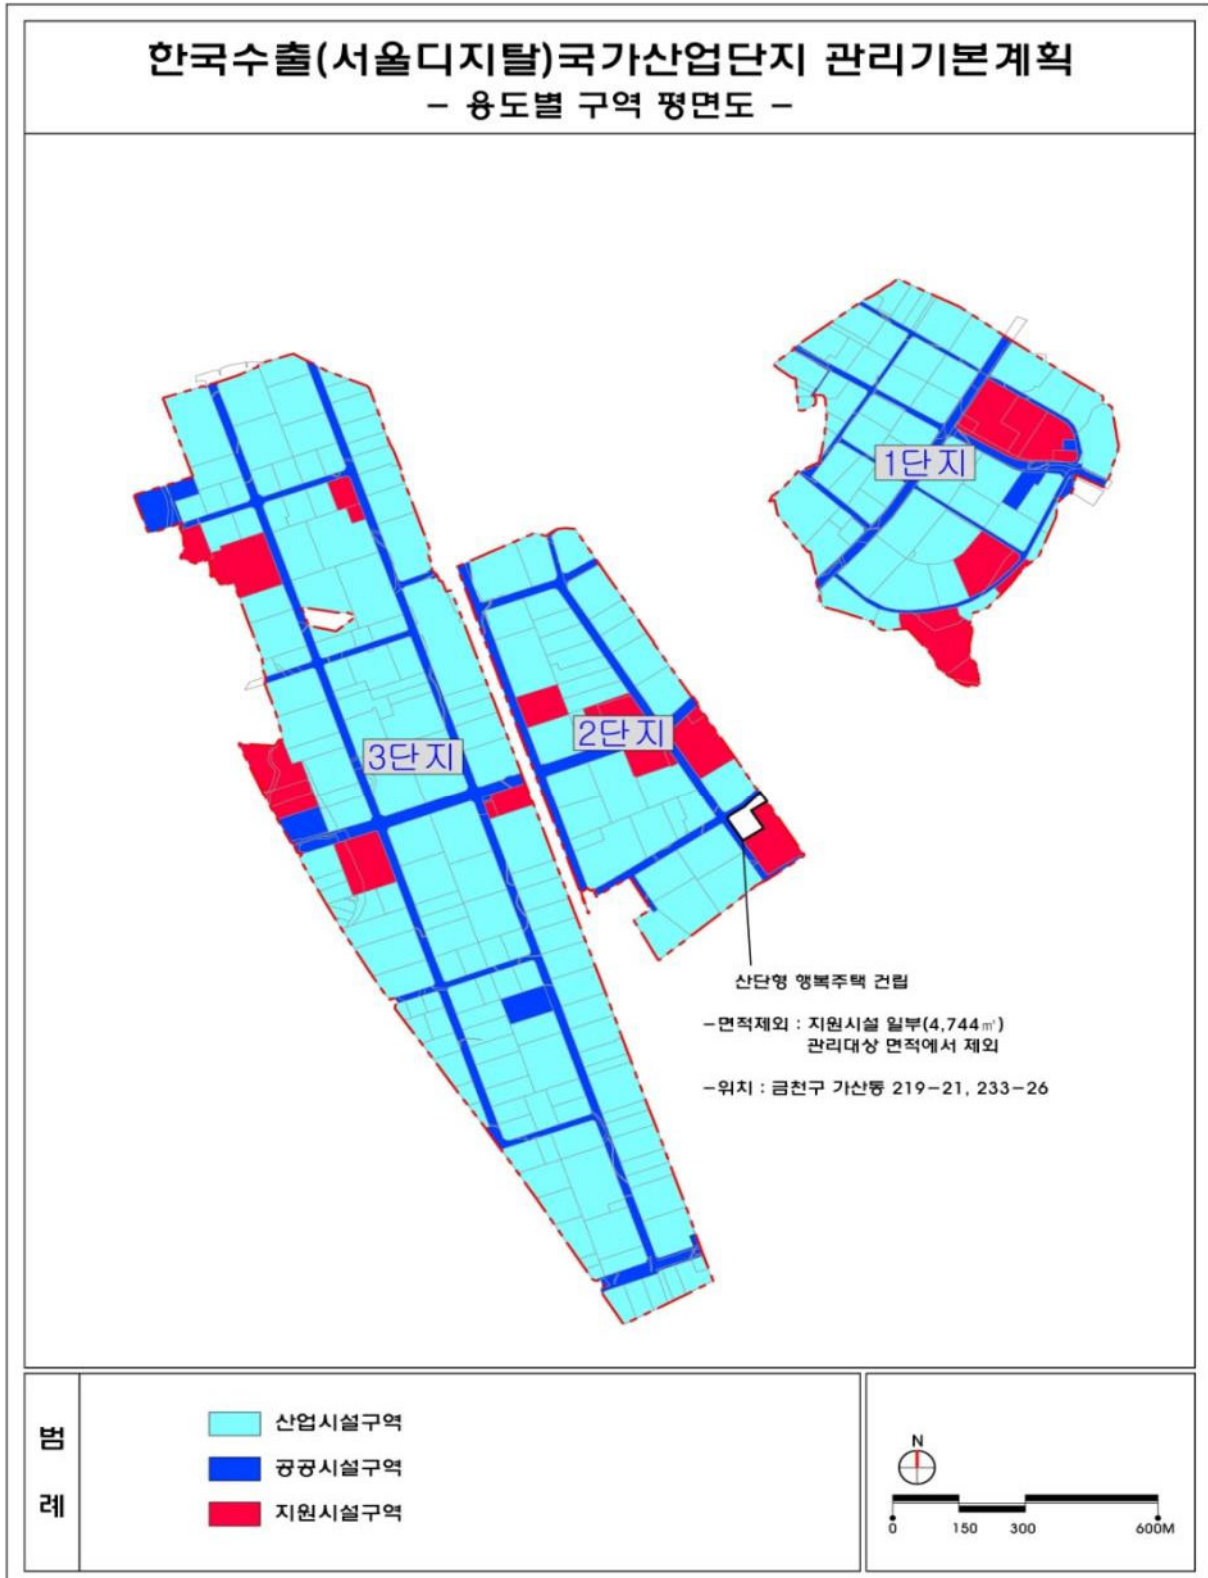 한국수출(서울디지탈)국가산업단지 관리기본계획
- 용도별 구역 평면도 -
1단지
2단지
3단지
산단형 행복주택 건립
-면적제외 : 지원시설 일부(4,744㎡)
관리대상 면적에서 제외
-위치 : 금천구 가산동 219-21, 233-26
범
례
산업시설구역
공공시설구역
지원시설구역
N
0 150 300 600M